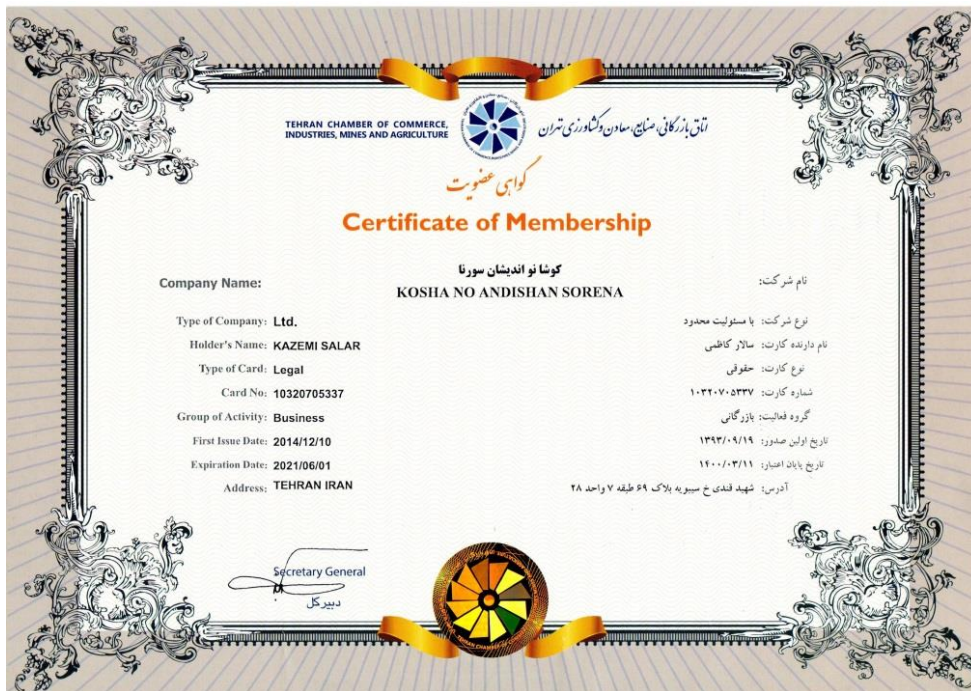 TEHRAN CHAMBER OF COMMERCE,
INDUSTRIES, MINES AND AGRICULTURE
اتاق بازرگانی، صنایع، معادن و کشاورزی تهران
گواهی عضویت
Certificate of Membership
کوشا نو اندیشان سورنا
Company Name: KOSHA NO ANDISHAN SORENA نام شرکت:
Type of Company: Ltd. نوع شرکت: با مسئولیت محدود
Holder's Name: KAZEMI SALAR نام دارنده کارت: سالار کاظمی
Type of Card: Legal نوع کارت: حقوقی
Card No: 10320705337 شماره کارت: ۱۰۳۲۰۷۰۵۳۳۷
Group of Activity: Business گروه فعالیت: بازرگانی
First Issue Date: 2014/12/10 تاریخ اولین صدور: ۱۳۹۳/۰۹/۱۹
Expiration Date: 2021/06/01 تاریخ پایان اعتبار: ۱۴۰۰/۰۳/۱۱
Address: TEHRAN IRAN آدرس: شهید قندی خ سیبویه بلاک ۶۹ طبقه ۷ واحد ۲۸
Secretary General
دبیر کل